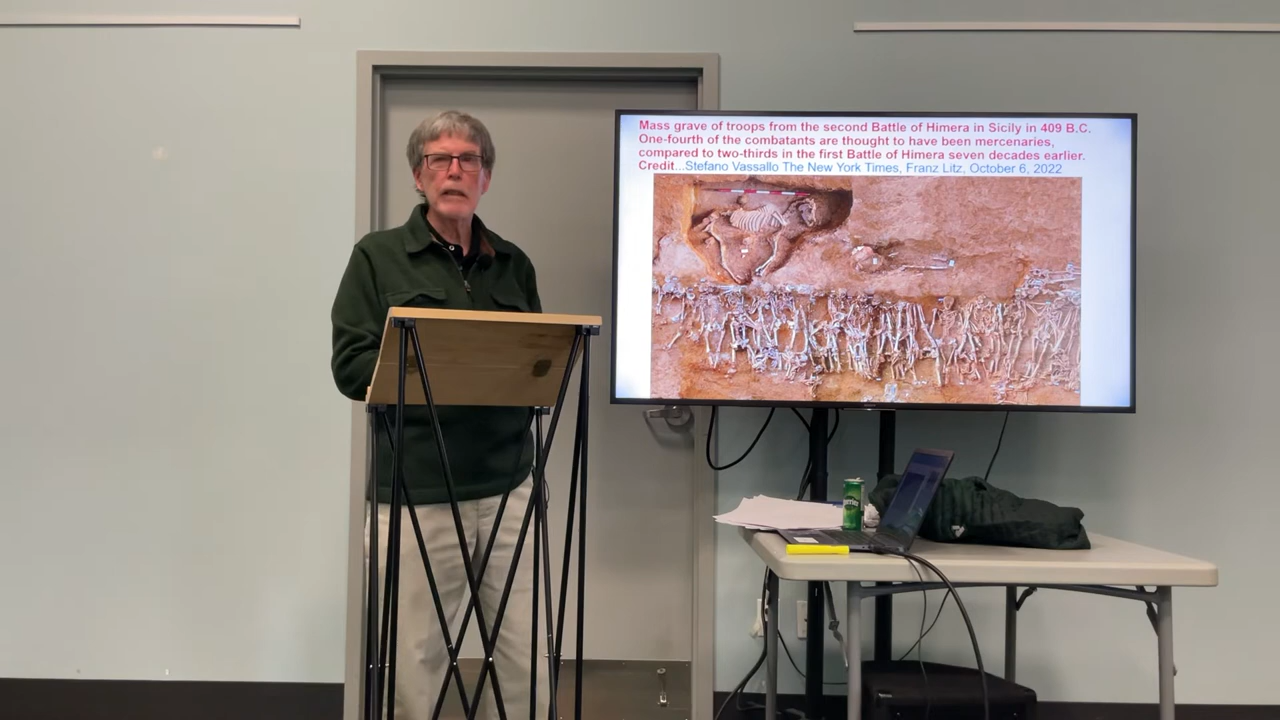 Mass grave of troops from the second Battle of Himera in Sicily in 409 B.C.
One-fourth of the combatants are thought to have been mercenaries,
compared to two-thirds in the first Battle of Himera seven decades earlier.
Credit...Stefano Vassallo The New York Times, Franz Litz, October 6, 2022
perrier